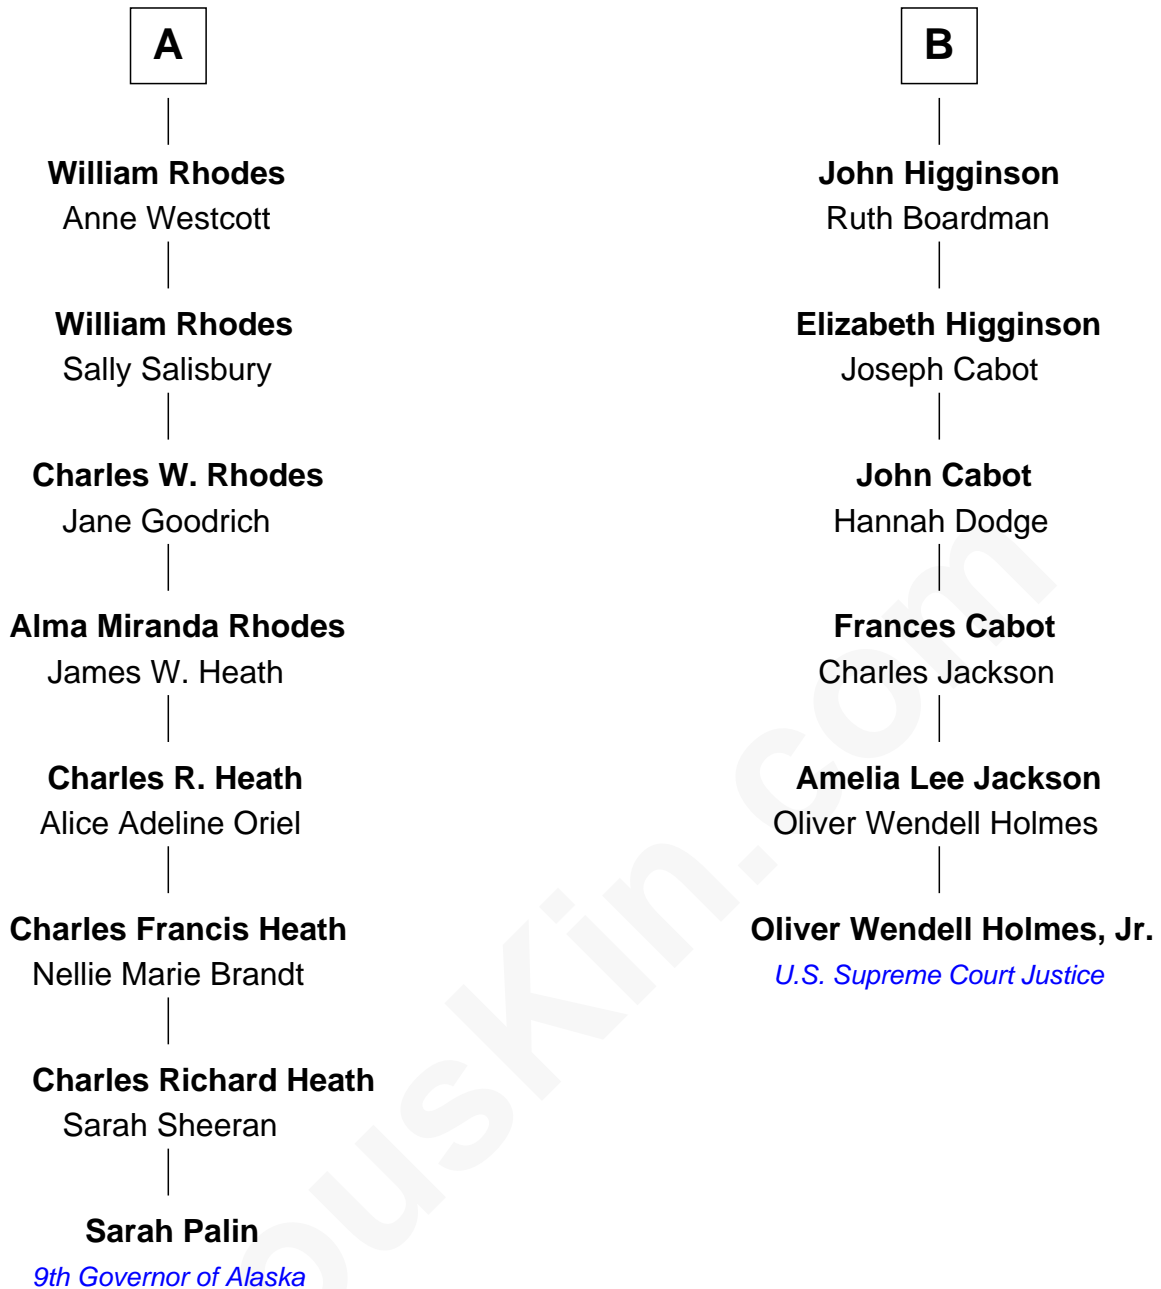 A
William Rhodes
Anne Westcott
William Rhodes
Sally Salisbury
Charles W. Rhodes
Jane Goodrich
Alma Miranda Rhodes
James W. Heath
Charles R. Heath
Alice Adeline Oriel
Charles Francis Heath
Nellie Marie Brandt
Charles Richard Heath
Sarah Sheeran
Sarah Palin
9th Governor of Alaska
B
John Higginson
Ruth Boardman
Elizabeth Higginson
Joseph Cabot
John Cabot
Hannah Dodge
Frances Cabot
Charles Jackson
Amelia Lee Jackson
Oliver Wendell Holmes
Oliver Wendell Holmes, Jr.
U.S. Supreme Court Justice
ousKin.com